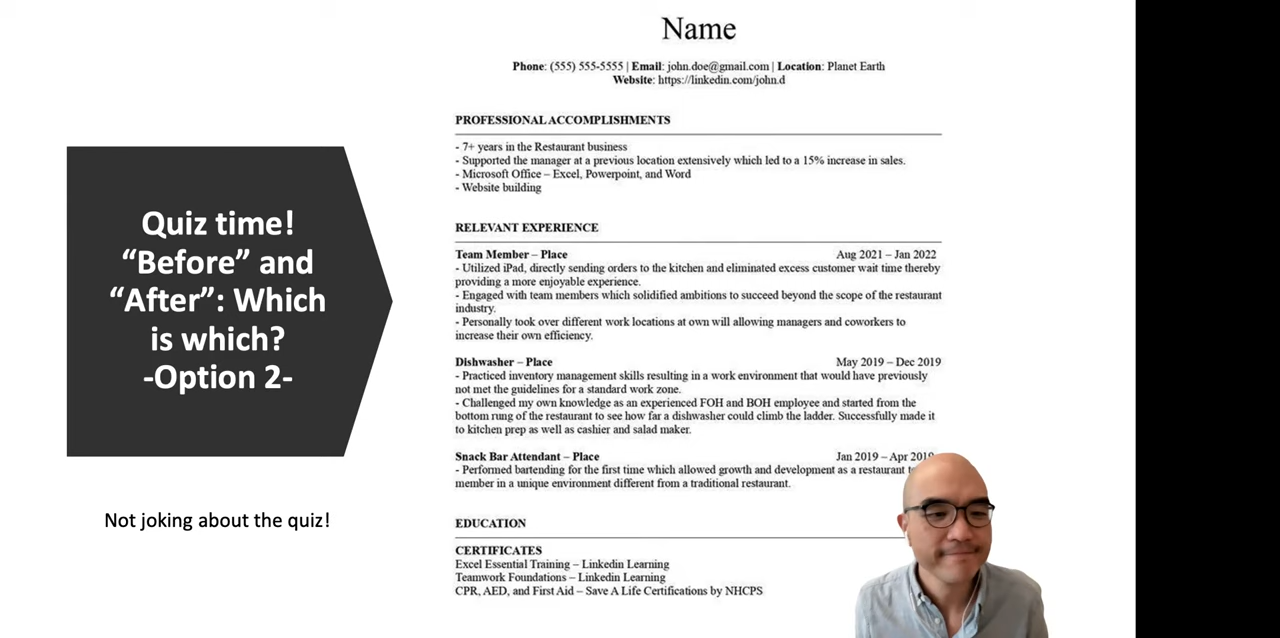 Quiz time!
“Before” and
“After”: Which
is which?
-Option 2-
Not joking about the quiz!
Name
Phone: (555) 555-5555 | Email: john.doe@gmail.com | Location: Planet Earth
Website: https://linkedin.com/john.d
PROFESSIONAL ACCOMPLISHMENTS
- 7+ years in the Restaurant business
- Supported the manager at a previous location extensively which led to a 15% increase in sales.
- Microsoft Office – Excel, Powerpoint, and Word
- Website building
RELEVANT EXPERIENCE
Team Member – Place Aug 2021 – Jan 2022
- Utilized iPad, directly sending orders to the kitchen and eliminated excess customer wait time thereby
providing a more enjoyable experience.
- Engaged with team members which solidified ambitions to succeed beyond the scope of the restaurant
industry.
- Personally took over different work locations at own will allowing managers and coworkers to
increase their own efficiency.
Dishwasher – Place May 2019 – Dec 2019
- Practiced inventory management skills resulting in a work environment that would have previously
not met the guidelines for a standard work zone.
- Challenged my own knowledge as an experienced FOH and BOH employee and started from the
bottom rung of the restaurant to see how far a dishwasher could climb the ladder. Successfully made it
to kitchen prep as well as cashier and salad maker.
Snack Bar Attendant – Place Jan 2019 – Apr 2019
- Performed bartending for the first time which allowed growth and development as a restaurant
member in a unique environment different from a traditional restaurant.
EDUCATION
CERTIFICATES
Excel Essential Training – Linkedin Learning
Teamwork Foundations – Linkedin Learning
CPR, AED, and First Aid – Save A Life Certifications by NHCPS